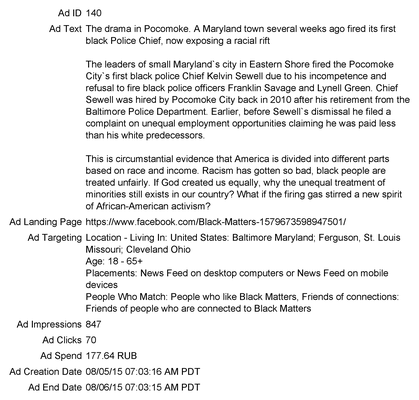 Ad ID 140
Ad Text The drama in Pocomoke. A Maryland town several weeks ago fired its first
black Police Chief, now exposing a racial rift
The leaders of small Maryland`s city in Eastern Shore fired the Pocomoke
City`s first black police Chief Kelvin Sewell due to his incompetence and
refusal to fire black police officers Franklin Savage and Lynell Green. Chief
Sewell was hired by Pocomoke City back in 2010 after his retirement from the
Baltimore Police Department. Earlier, before Sewell`s dismissal he filed a
complaint on unequal employment opportunities claiming he was paid less
than his white predecessors.
This is circumstantial evidence that America is divided into different parts
based on race and income. Racism has gotten so bad, black people are
treated unfairly. If God created us equally, why the unequal treatment of
minorities still exists in our country? What if the firing gas stirred a new spirit
of African-American activism?
Ad Landing Page https://www.facebook.com/Black-Matters-1579673598947501/
Ad Targeting Location - Living In: United States: Baltimore Maryland; Ferguson, St. Louis
Missouri; Cleveland Ohio
Age: 18 - 65+
Placements: News Feed on desktop computers or News Feed on mobile
devices
People Who Match: People who like Black Matters, Friends of connections:
Friends of people who are connected to Black Matters
Ad Impressions 847
Ad Clicks 70
Ad Spend 177.64 RUB
Ad Creation Date 08/05/15 07:03:16 AM PDT
Ad End Date 08/06/15 07:03:15 AM PDT